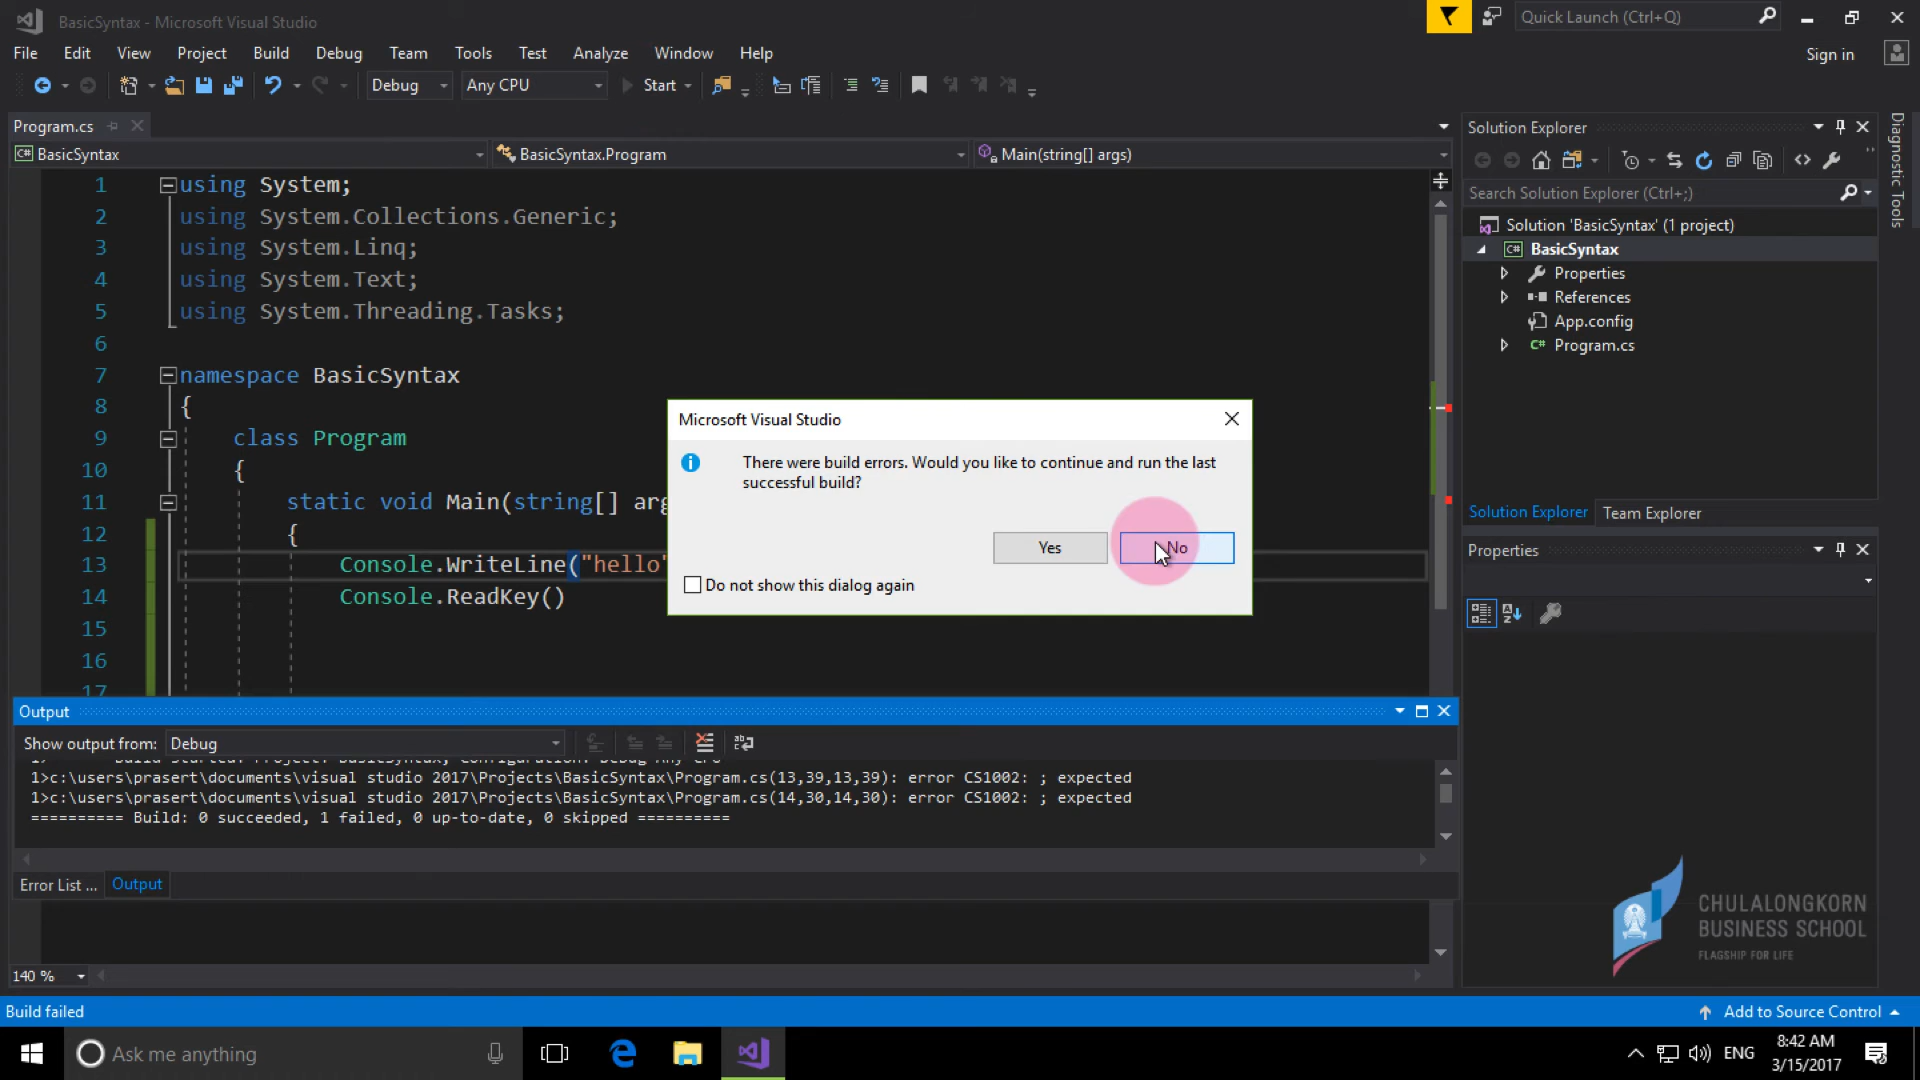 BasicSyntax - Microsoft Visual Studio
Quick Launch (Ctrl+Q)
File Edit View Project Build Debug Team Tools Test Analyze Window Help
Sign in
Debug Any CPU Start
Program.cs
BasicSyntax BasicSyntax.Program Main(string[] args)
1 using System;
2 using System.Collections.Generic;
3 using System.Linq;
4 using System.Text;
5 using System.Threading.Tasks;
6
7 namespace BasicSyntax
8 {
9 class Program
10 {
11 static void Main(string[] arg
12 {
13 Console.WriteLine("hello"
14 Console.ReadKey()
15
16
17
Microsoft Visual Studio
There were build errors. Would you like to continue and run the last
successful build?
Yes No
Do not show this dialog again
Solution Explorer
Search Solution Explorer (Ctrl+;)
Solution 'BasicSyntax' (1 project)
C# BasicSyntax
Properties
References
App.config
C# Program.cs
Solution Explorer Team Explorer
Properties
Diagnostic Tools
Output
Show output from: Debug
1>c:\users\prasert\documents\visual studio 2017\Projects\BasicSyntax\Program.cs(13,39,13,39): error CS1002: ; expected
1>c:\users\prasert\documents\visual studio 2017\Projects\BasicSyntax\Program.cs(14,30,14,30): error CS1002: ; expected
========== Build: 0 succeeded, 1 failed, 0 up-to-date, 0 skipped ==========
Error List ... Output
140 %
CHULALONGKORN
BUSINESS SCHOOL
FLAGSHIP FOR LIFE
Build failed
Add to Source Control
Ask me anything
ENG
8:42 AM
3/15/2017